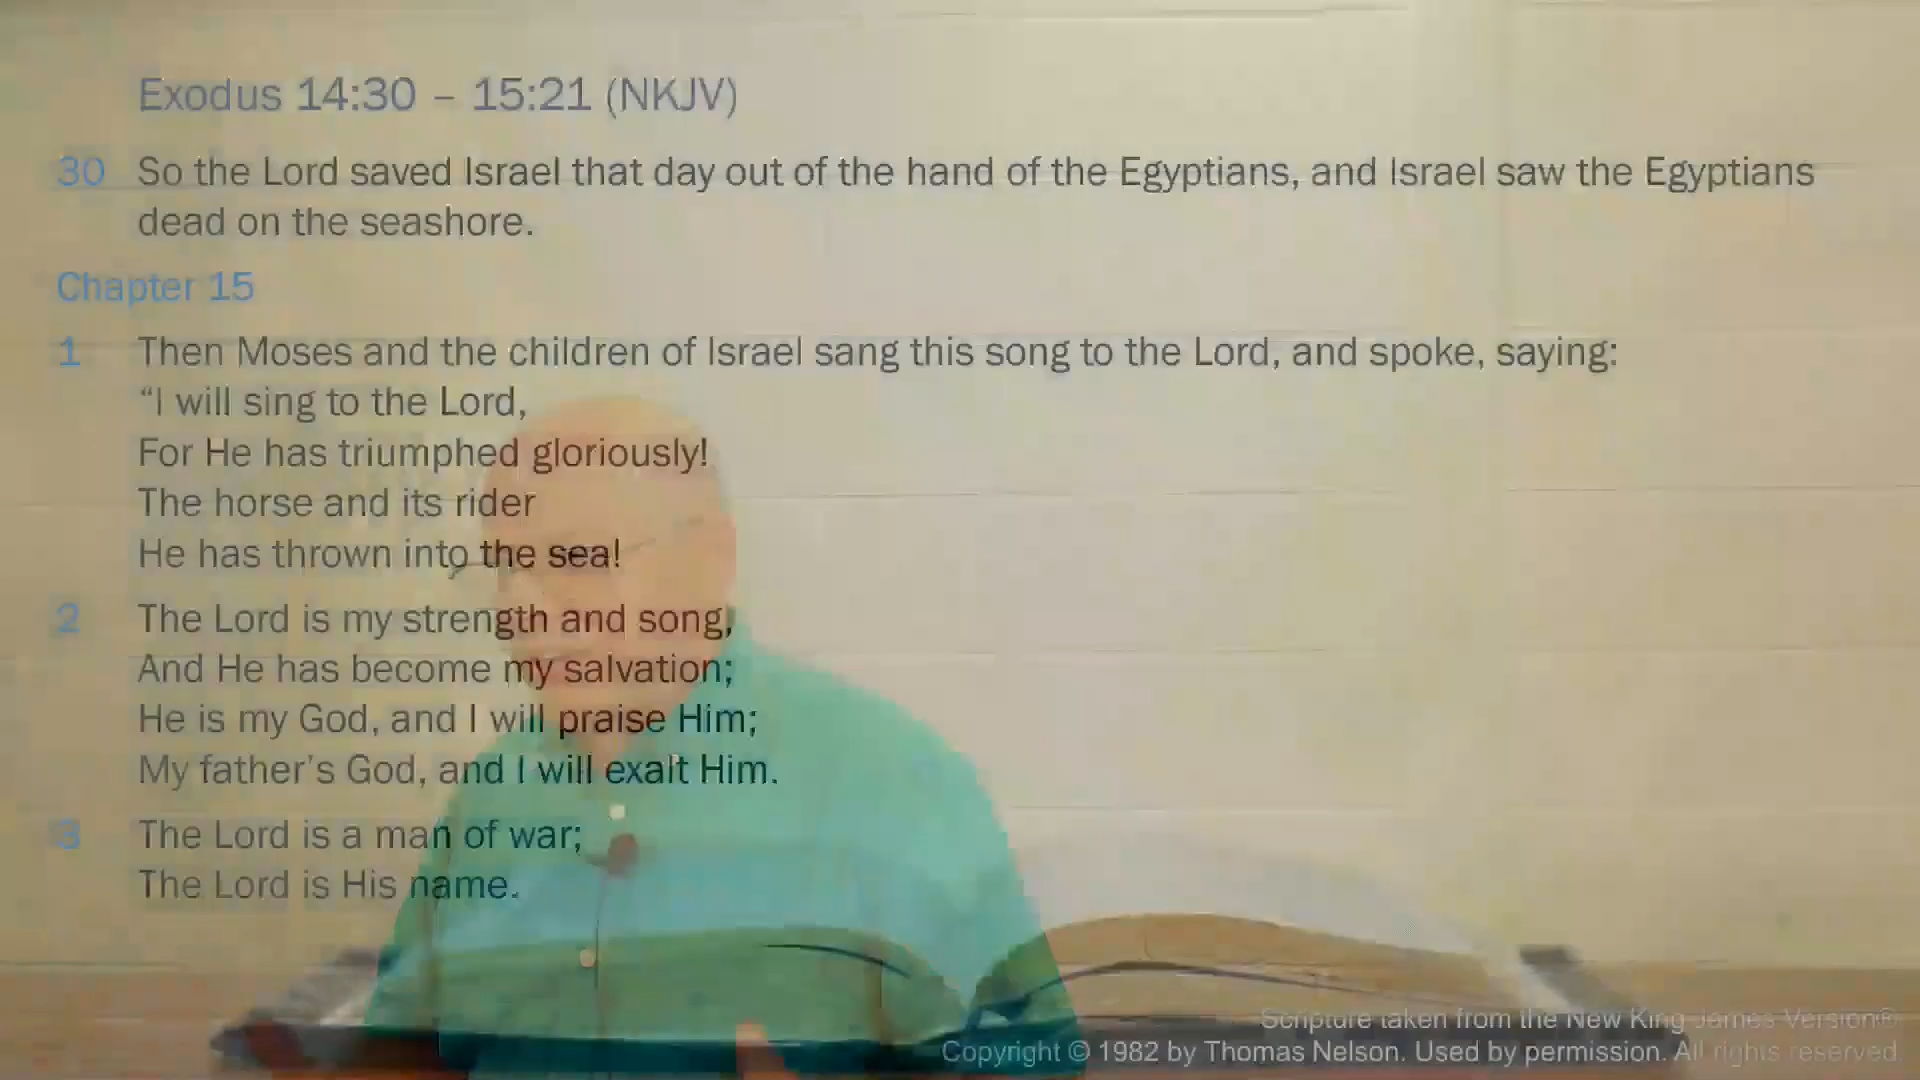 Exodus 14:30 – 15:21 (NKJV)
30 So the Lord saved Israel that day out of the hand of the Egyptians, and Israel saw the Egyptians
dead on the seashore.
Chapter 15
1 Then Moses and the children of Israel sang this song to the Lord, and spoke, saying:
“I will sing to the Lord,
For He has triumphed gloriously!
The horse and its rider
He has thrown into the sea!
2 The Lord is my strength and song,
And He has become my salvation;
He is my God, and I will praise Him;
My father’s God, and I will exalt Him.
3 The Lord is a man of war;
The Lord is His name.
Scripture taken from the New King James Version®.
Copyright © 1982 by Thomas Nelson. Used by permission. All rights reserved.